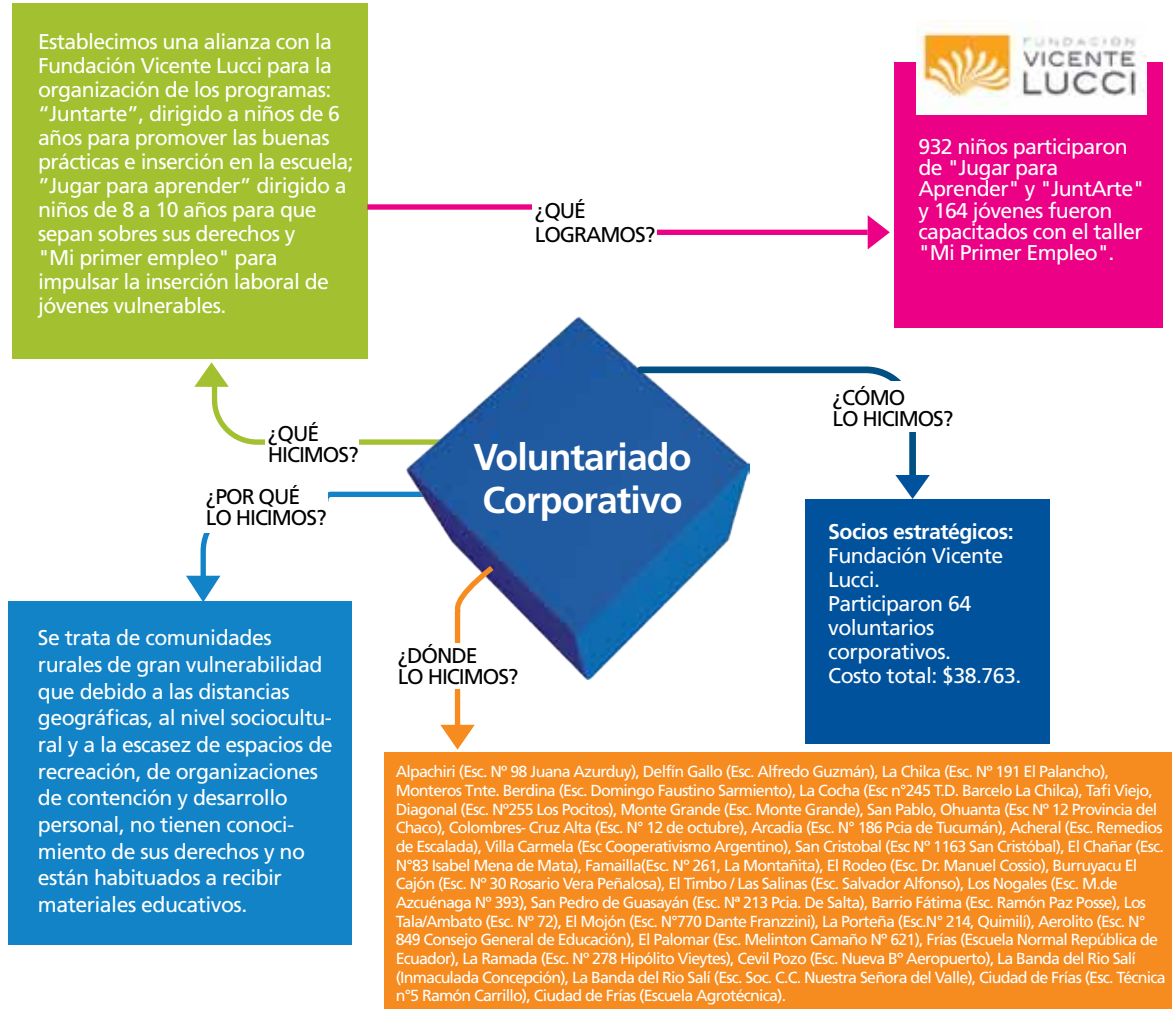 Establecimos una alianza con la
Fundación Vicente Lucci para la
organización de los programas:
“Juntarte”, dirigido a niños de 6
años para promover las buenas
prácticas e inserción en la escuela;
”Jugar para aprender” dirigido a
niños de 8 a 10 años para que
sepan sobres sus derechos y
"Mi primer empleo" para
impulsar la inserción laboral de
jóvenes vulnerables.
¿QUÉ
LOGRAMOS?
FUNDACIÓN
VICENTE
LUCCI
932 niños participaron
de "Jugar para
Aprender" y "JuntArte"
y 164 jóvenes fueron
capacitados con el taller
"Mi Primer Empleo".
¿QUÉ
HICIMOS?
Voluntariado
Corporativo
¿CÓMO
LO HICIMOS?
¿POR QUÉ
LO HICIMOS?
Socios estratégicos:
Fundación Vicente
Lucci.
Participaron 64
voluntarios
corporativos.
Costo total: $38.763.
Se trata de comunidades
rurales de gran vulnerabilidad
que debido a las distancias
geográficas, al nivel sociocultu-
ral y a la escasez de espacios de
recreación, de organizaciones
de contención y desarrollo
personal, no tienen conoci-
miento de sus derechos y no
están habituados a recibir
materiales educativos.
¿DÓNDE
LO HICIMOS?
Alpachiri (Esc. Nº 98 Juana Azurduy), Delfín Gallo (Esc. Alfredo Guzmán), La Chilca (Esc. Nº 191 El Palancho),
Monteros Tnte. Berdina (Esc. Domingo Faustino Sarmiento), La Cocha (Esc n°245 T.D. Barcelo La Chilca), Tafi Viejo,
Diagonal (Esc. N°255 Los Pocitos), Monte Grande (Esc. Monte Grande), San Pablo, Ohuanta (Esc Nº 12 Provincia del
Chaco), Colombres- Cruz Alta (Esc. N° 12 de octubre), Arcadia (Esc. N° 186 Pcia de Tucumán), Acheral (Esc. Remedios
de Escalada), Villa Carmela (Esc Cooperativismo Argentino), San Cristobal (Esc Nº 1163 San Cristóbal), El Chañar (Esc.
N°83 Isabel Mena de Mata), Famailla(Esc. Nº 261, La Montañita), El Rodeo (Esc. Dr. Manuel Cossio), Burruyacu El
Cajón (Esc. Nº 30 Rosario Vera Peñalosa), El Timbo / Las Salinas (Esc. Salvador Alfonso), Los Nogales (Esc. M.de
Azcuénaga Nº 393), San Pedro de Guasayán (Esc. Nª 213 Pcia. De Salta), Barrio Fátima (Esc. Ramón Paz Posse), Los
Tala/Ambato (Esc. Nº 72), El Mojón (Esc. N°770 Dante Franzzini), La Porteña (Esc.N° 214, Quimilí), Aerolito (Esc. N°
849 Consejo General de Educación), El Palomar (Esc. Melinton Camaño Nº 621), Frías (Escuela Normal República de
Ecuador), La Ramada (Esc. Nº 278 Hipólito Vieytes), Cevil Pozo (Esc. Nueva Bº Aeropuerto), La Banda del Rio Salí
(Inmaculada Concepción), La Banda del Rio Salí (Esc. Soc. C.C. Nuestra Señora del Valle), Ciudad de Frías (Esc. Técnica
n°5 Ramón Carrillo), Ciudad de Frías (Escuela Agrotécnica).